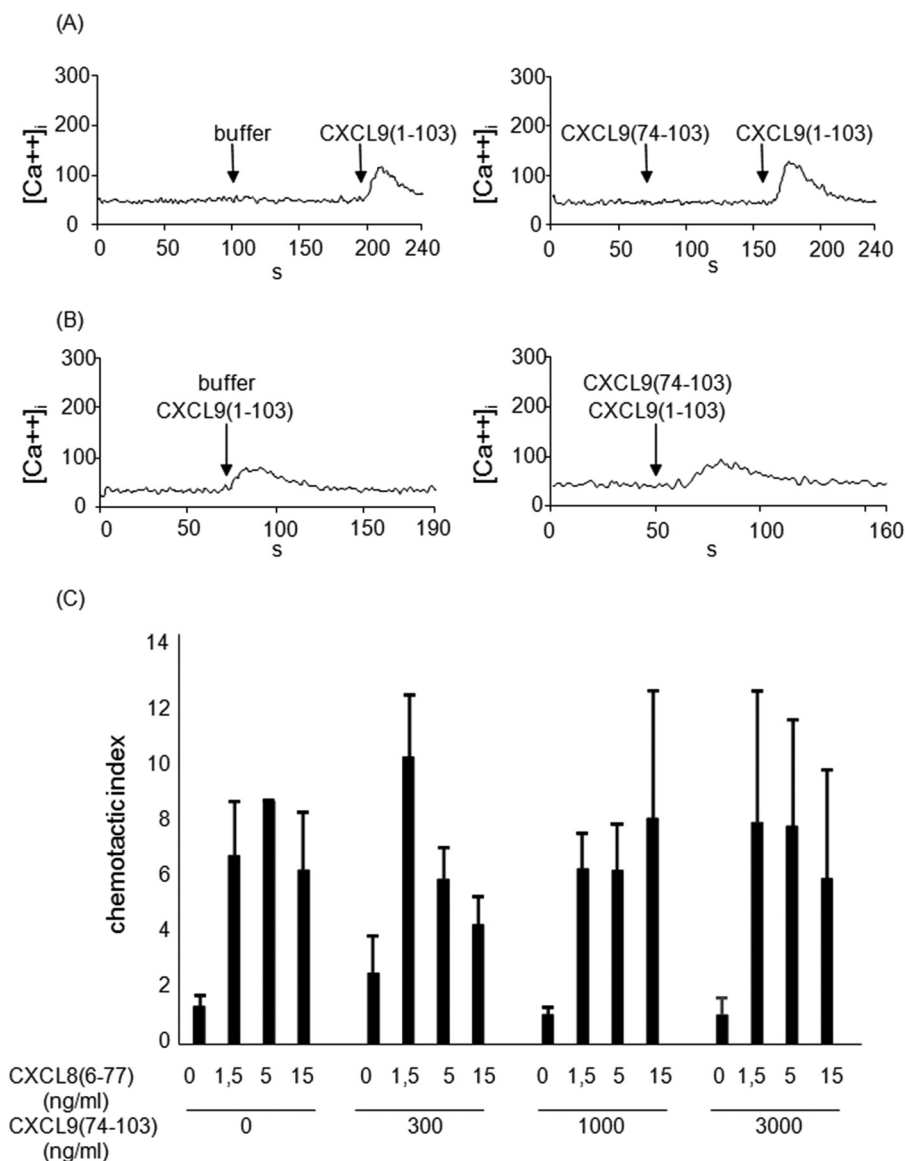 (A)
300
200
100
0
[Ca++]i
buffer
CXCL9(1-103)
0 50 100 150 200 240
s
300
200
100
0
[Ca++]i
CXCL9(74-103)
CXCL9(1-103)
0 50 100 150 200 240
s
(B)
300
200
100
0
[Ca++]i
buffer
CXCL9(1-103)
0 50 100 150 190
s
300
200
100
0
[Ca++]i
CXCL9(74-103)
CXCL9(1-103)
0 50 100 160
s
(C)
14
12
10
8
6
4
2
0
chemotactic index
CXCL8(6-77) 0 1,5 5 15 0 1,5 5 15 0 1,5 5 15 0 1,5 5 15
(ng/ml)
CXCL9(74-103) 0 300 1000 3000
(ng/ml)